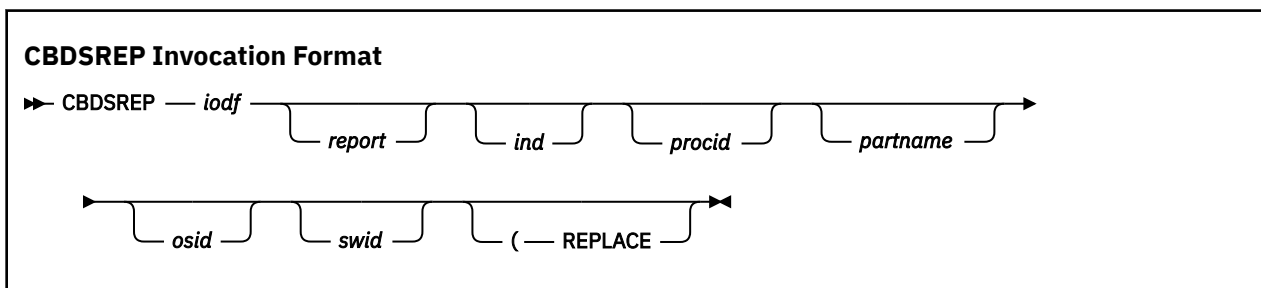 CBDSREP Invocation Format
CBDSREP iodf report ind procid partname
osid swid ( REPLACE